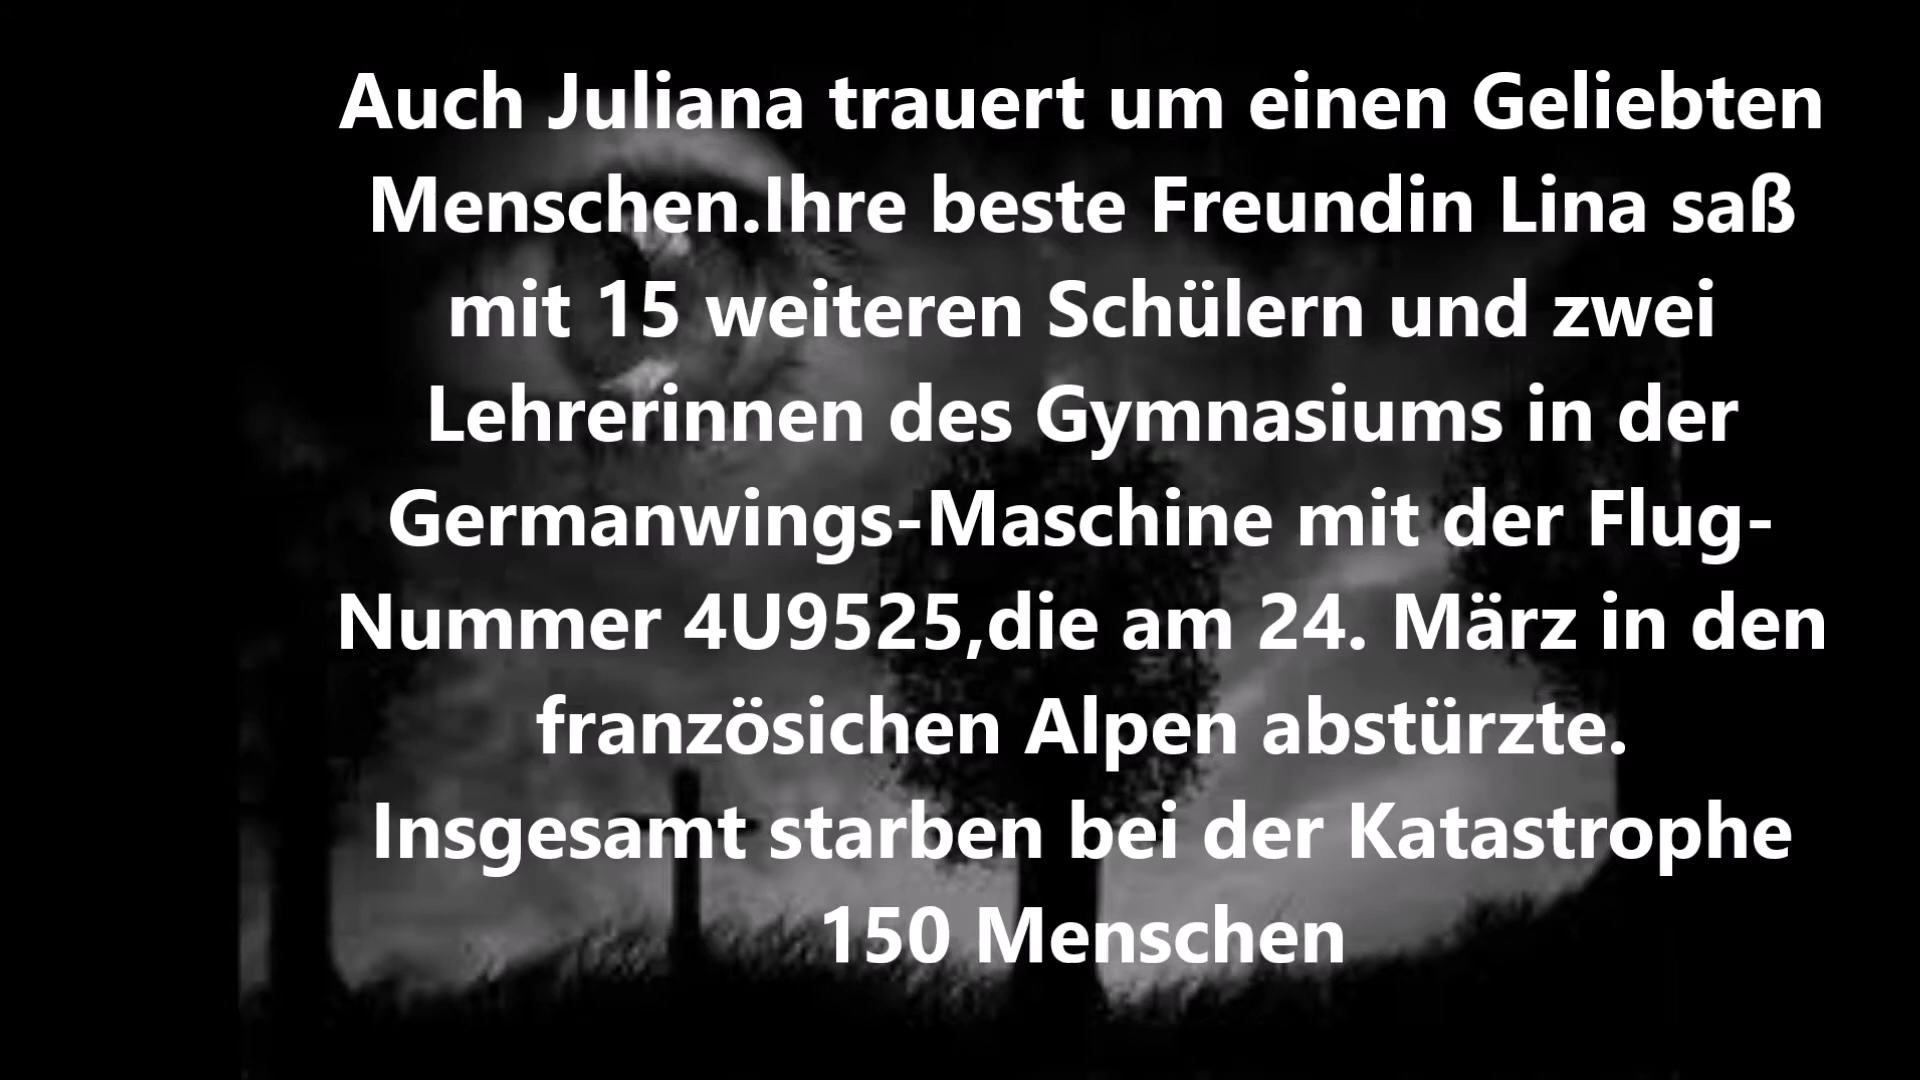 Auch Juliana trauert um einen Geliebten
Menschen.Ihre beste Freundin Lina saß
mit 15 weiteren Schülern und zwei
Lehrerinnen des Gymnasiums in der
Germanwings-Maschine mit der Flug-
Nummer 4U9525,die am 24. März in den
französichen Alpen abstürzte.
Insgesamt starben bei der Katastrophe
150 Menschen